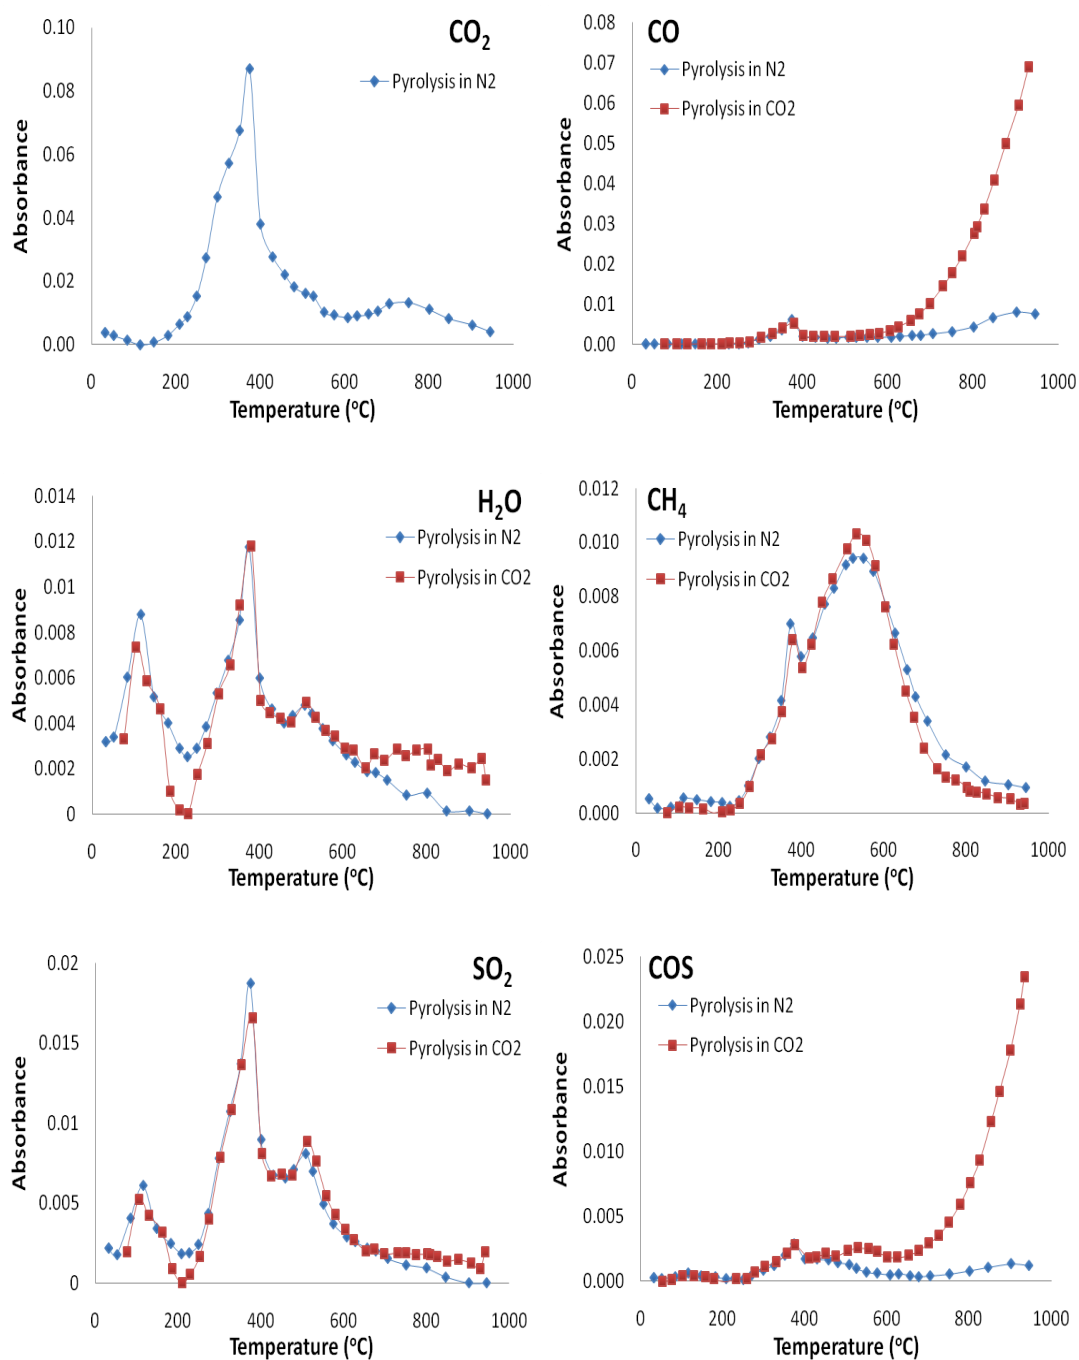 CO2
Pyrolysis in N2
0.10
0.08
0.06
0.04
0.02
0.00
Absorbance
0 200 400 600 800 1000
Temperature (oC)
CO
Pyrolysis in N2
Pyrolysis in CO2
0.08
0.07
0.06
0.05
0.04
0.03
0.02
0.01
0.00
Absorbance
0 200 400 600 800 1000
Temperature (oC)
H2O
Pyrolysis in N2
Pyrolysis in CO2
0.014
0.012
0.01
0.008
0.006
0.004
0.002
0
Absorbance
0 200 400 600 800 1000
Temperature (oC)
CH4
Pyrolysis in N2
Pyrolysis in CO2
0.012
0.010
0.008
0.006
0.004
0.002
0.000
Absorbance
0 200 400 600 800 1000
Temperature (oC)
SO2
Pyrolysis in N2
Pyrolysis in CO2
0.02
0.015
0.01
0.005
0
Absorbance
0 200 400 600 800 1000
Temperature (oC)
COS
Pyrolysis in N2
Pyrolysis in CO2
0.025
0.020
0.015
0.010
0.005
0.000
Absorbance
0 200 400 600 800 1000
Temperature (oC)